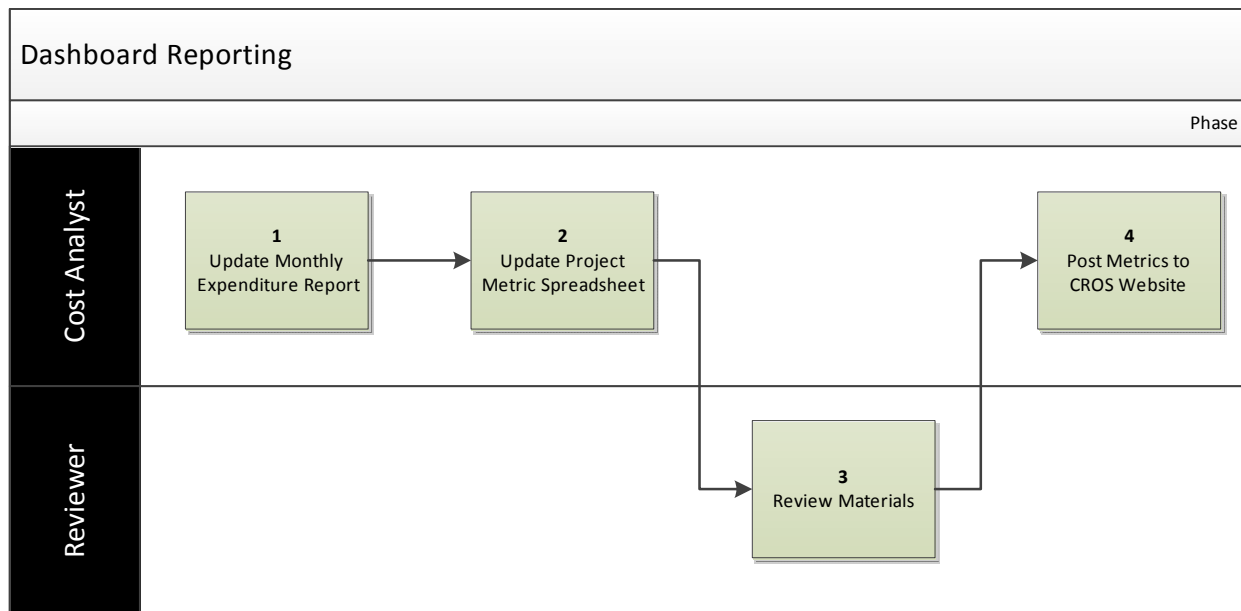 Dashboard Reporting
Phase
Cost Analyst
1
Update Monthly
Expenditure Report
2
Update Project
Metric Spreadsheet
4
Post Metrics to
CROS Website
Reviewer
3
Review Materials